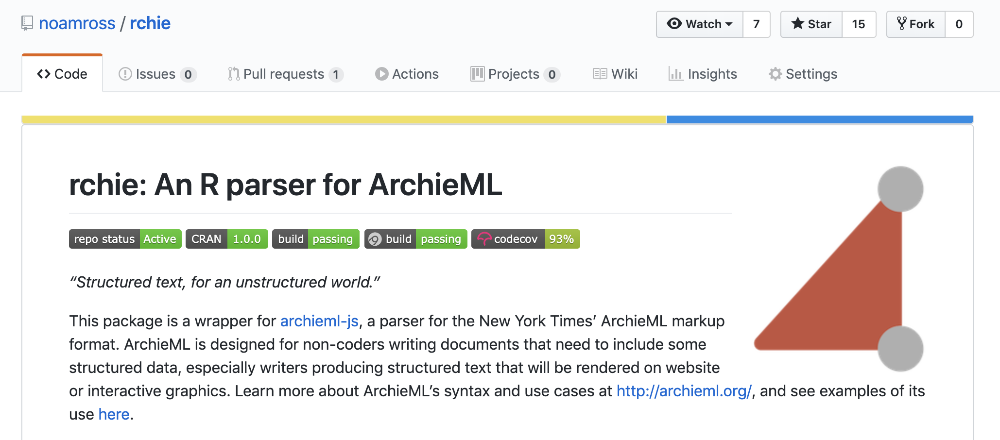 noamross / rchie
Watch 7 Star 15 Fork 0
Code Issues 0 Pull requests 1 Actions Projects 0 Wiki Insights Settings
rchie: An R parser for ArchieML
repo status Active CRAN 1.0.0 build passing build passing codecov 93%
“Structured text, for an unstructured world.”
This package is a wrapper for archieml-js, a parser for the New York Times’ ArchieML markup
format. ArchieML is designed for non-coders writing documents that need to include some
structured data, especially writers producing structured text that will be rendered on website
or interactive graphics. Learn more about ArchieML’s syntax and use cases at http://archieml.org/, and see examples of its
use here.